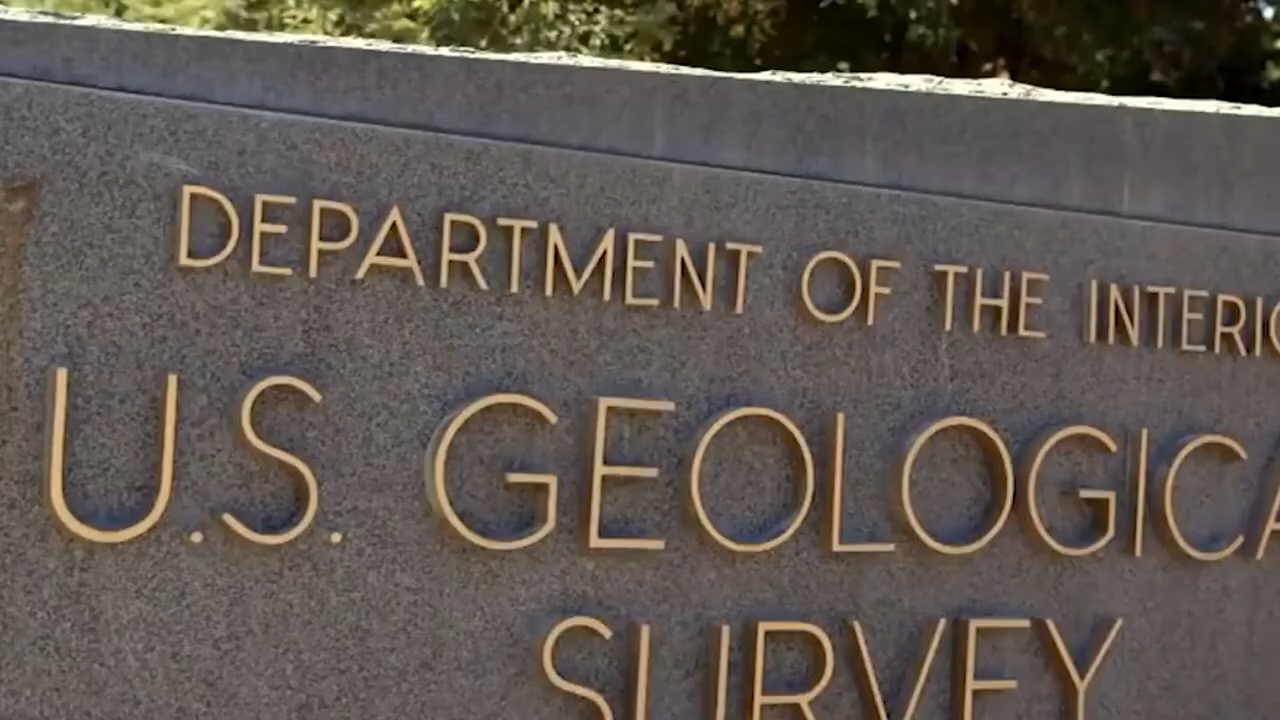 DEPARTMENT OF THE INTERIO
U.S. GEOLOGICA
SURVEY